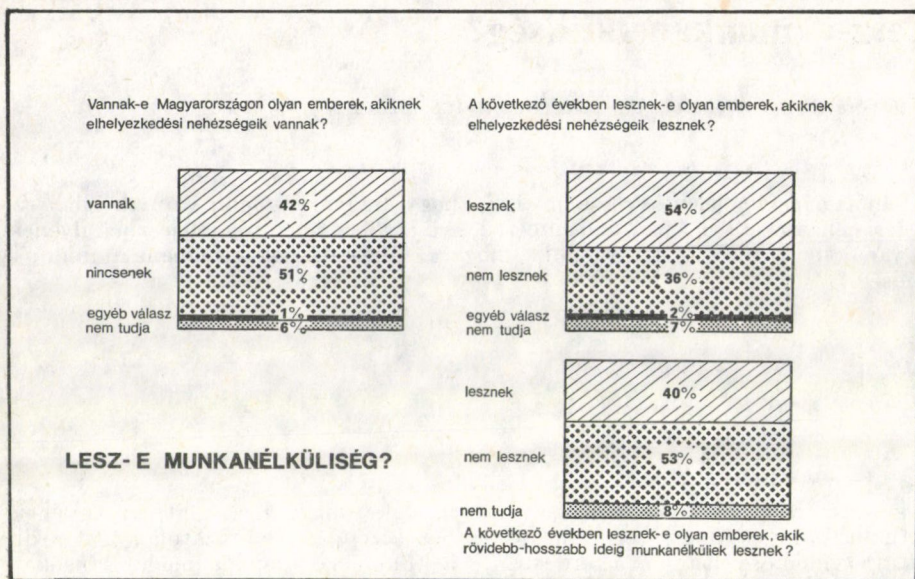 Vannak-e Magyarországon olyan emberek, akiknek
elhelyezkedési nehézségeik vannak?
vannak 42%
nincsenek 51%
egyéb válasz 1%
nem tudja 6%
A következő években lesznek-e olyan emberek, akiknek
elhelyezkedési nehézségeik lesznek?
lesznek 54%
nem lesznek 36%
egyéb válasz 2%
nem tudja 7%
lesznek 40%
nem lesznek 53%
nem tudja 8%
A következő években lesznek-e olyan emberek, akik
rövidebb-hosszabb ideig munkanélküliek lesznek?
LESZ-E MUNKANÉLKÜLISÉG?